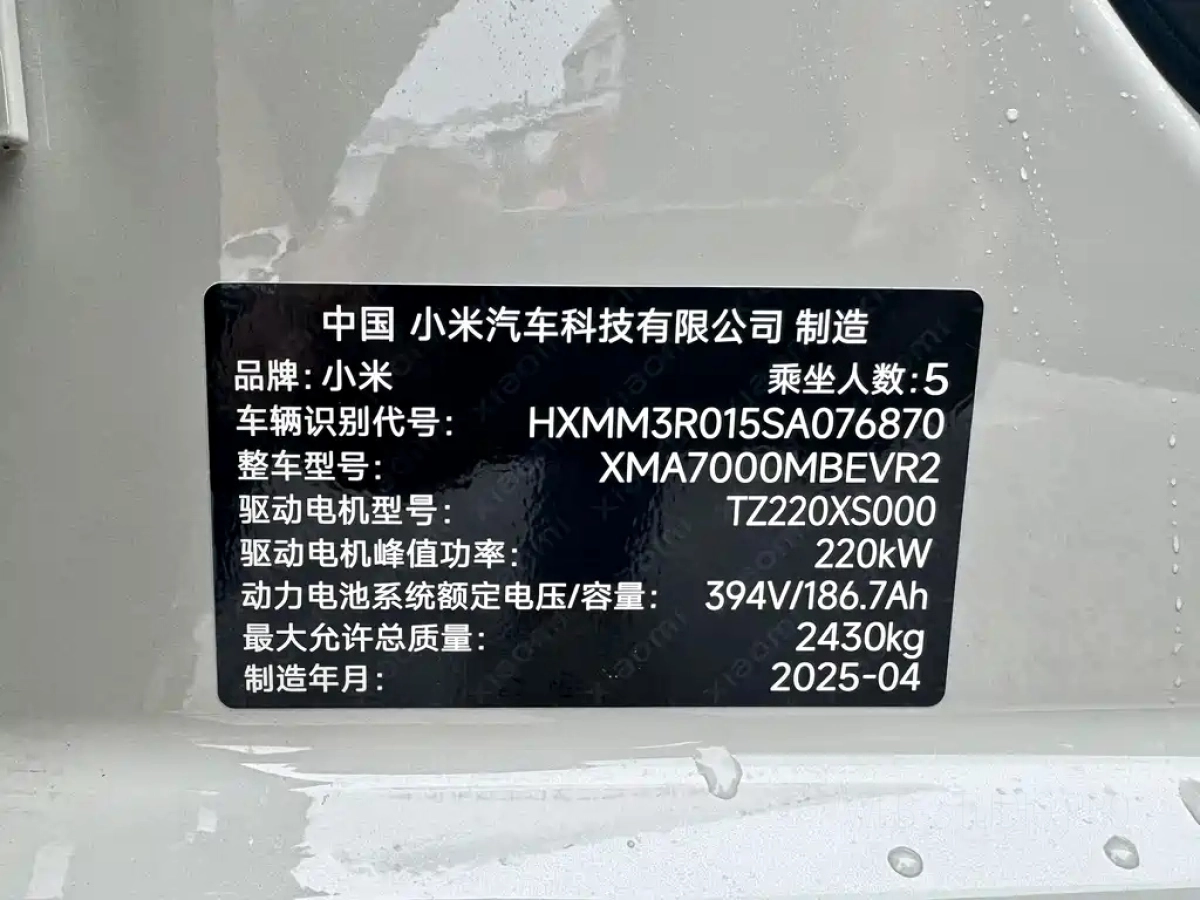 中国 小米汽车科技有限公司 制造
品牌：小米 乘坐人数：5
车辆识别代号： HXMM3R015SA076870
整车型号： XMA7000MBEVR2
驱动电机型号： TZ220XS000
驱动电机峰值功率： 220kW
动力电池系统额定电压/容量： 394V/186.7Ah
最大允许总质量： 2430kg
制造年月： 2025-04